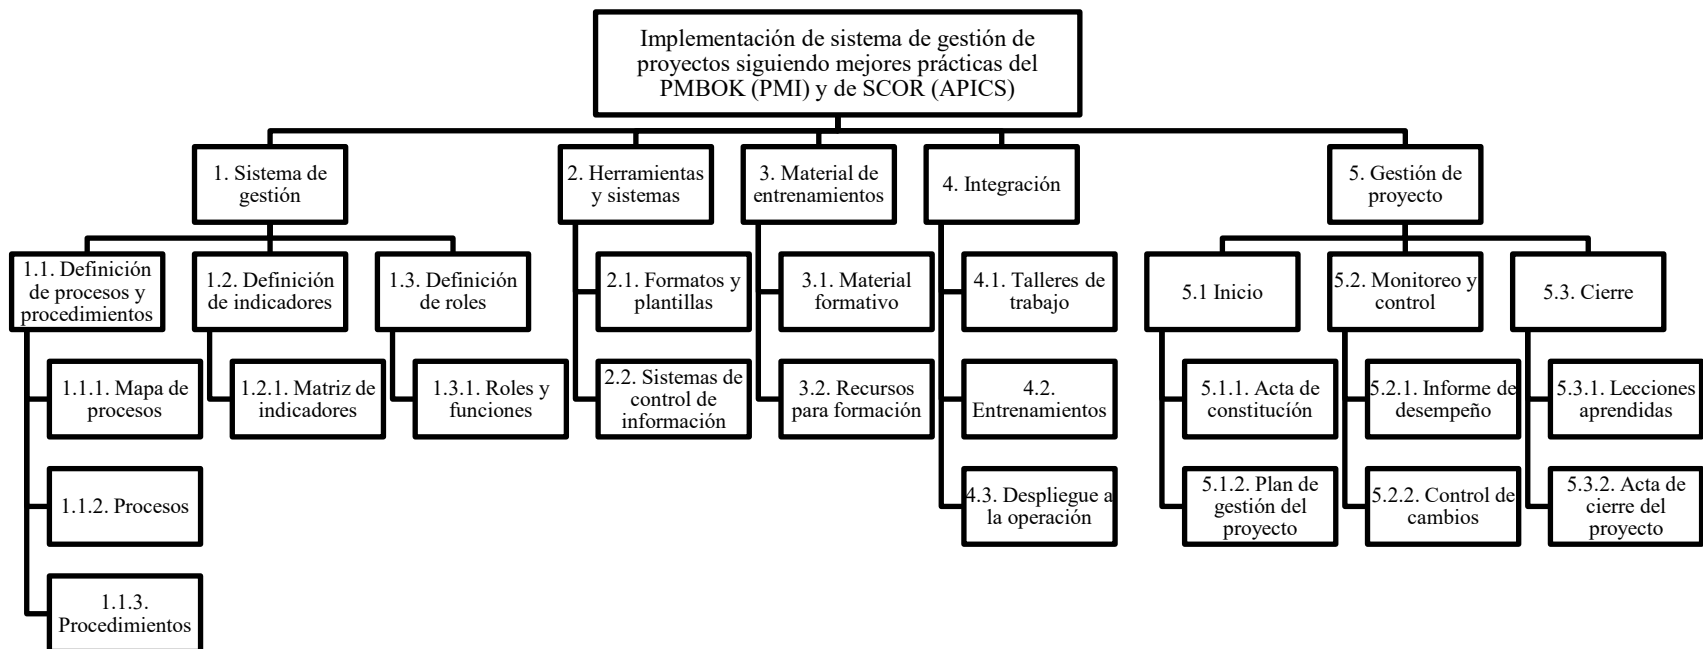 Implementación de sistema de gestión de
proyectos siguiendo mejores prácticas del
PMBOK (PMI) y de SCOR (APICS)
1. Sistema de
gestión
2. Herramientas
y sistemas
3. Material de
entrenamientos
4. Integración
5. Gestión de
proyecto
1.1. Definición
de procesos y
procedimientos
1.2. Definición
de indicadores
1.3. Definición
de roles
2.1. Formatos y
plantillas
3.1. Material
formativo
4.1. Talleres de
trabajo
5.1 Inicio
5.2. Monitoreo y
control
5.3. Cierre
1.1.1. Mapa de
procesos
1.2.1. Matriz de
indicadores
1.3.1. Roles y
funciones
2.2. Sistemas de
control de
información
3.2. Recursos
para formación
4.2.
Entrenamientos
5.1.1. Acta de
constitucíón
5.2.1. Informe de
desempeño
5.3.1. Lecciones
aprendidas
1.1.2. Procesos
4.3. Despliegue a
la operación
5.1.2. Plan de
gestión del
proyecto
5.2.2. Control de
cambios
5.3.2. Acta de
cierre del
proyecto
1.1.3.
Procedimientos